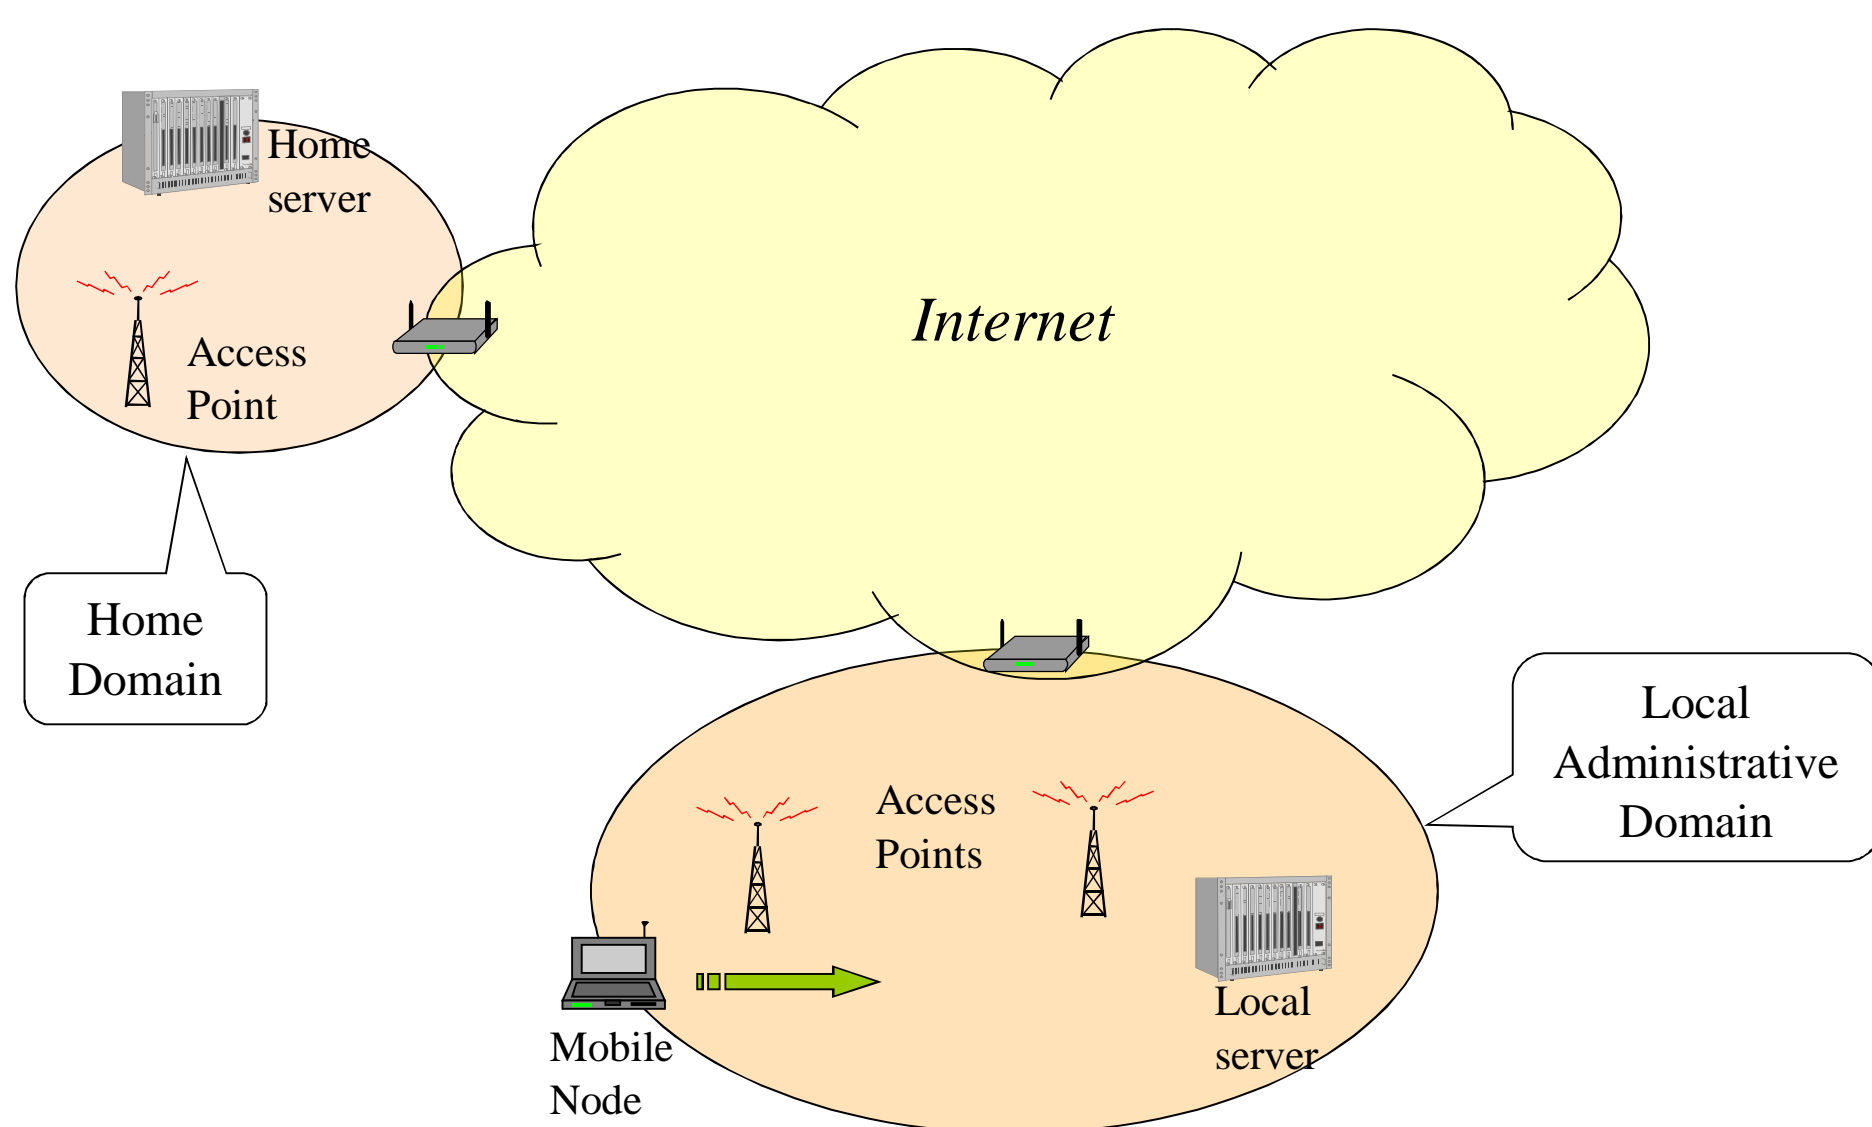 Home
server
Access
Point
Internet
Home
Domain
Local
Administrative
Domain
Access
Points
Local
server
Mobile
Node